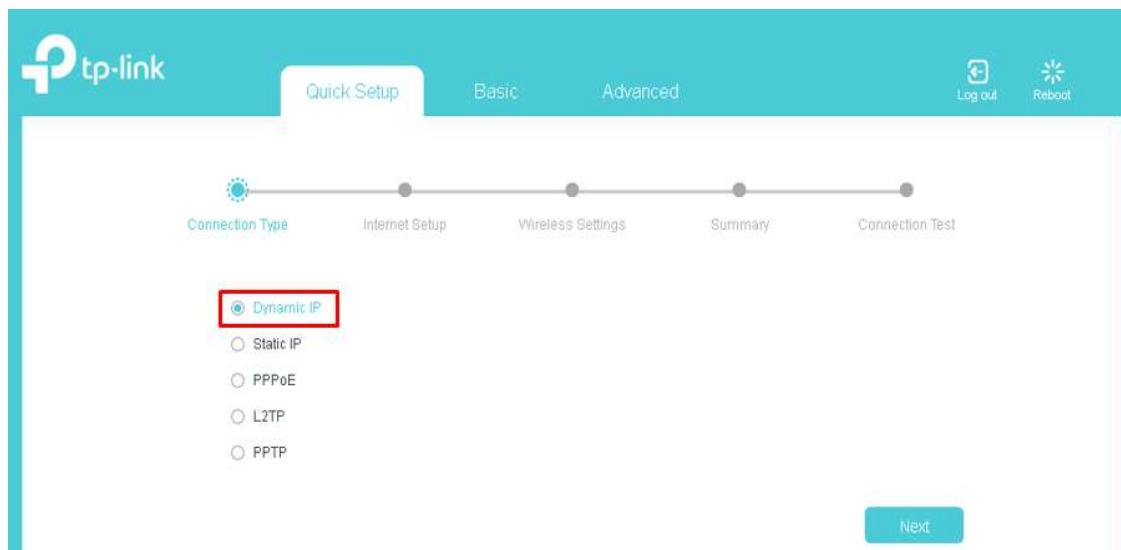 tp-link
Quick Setup Basic Advanced
Log out Reboot
Connection Type Internet Setup Wireless Settings Summary Connection Test
Dynamic IP
Static IP
PPPoE
L2TP
PPTP
Next